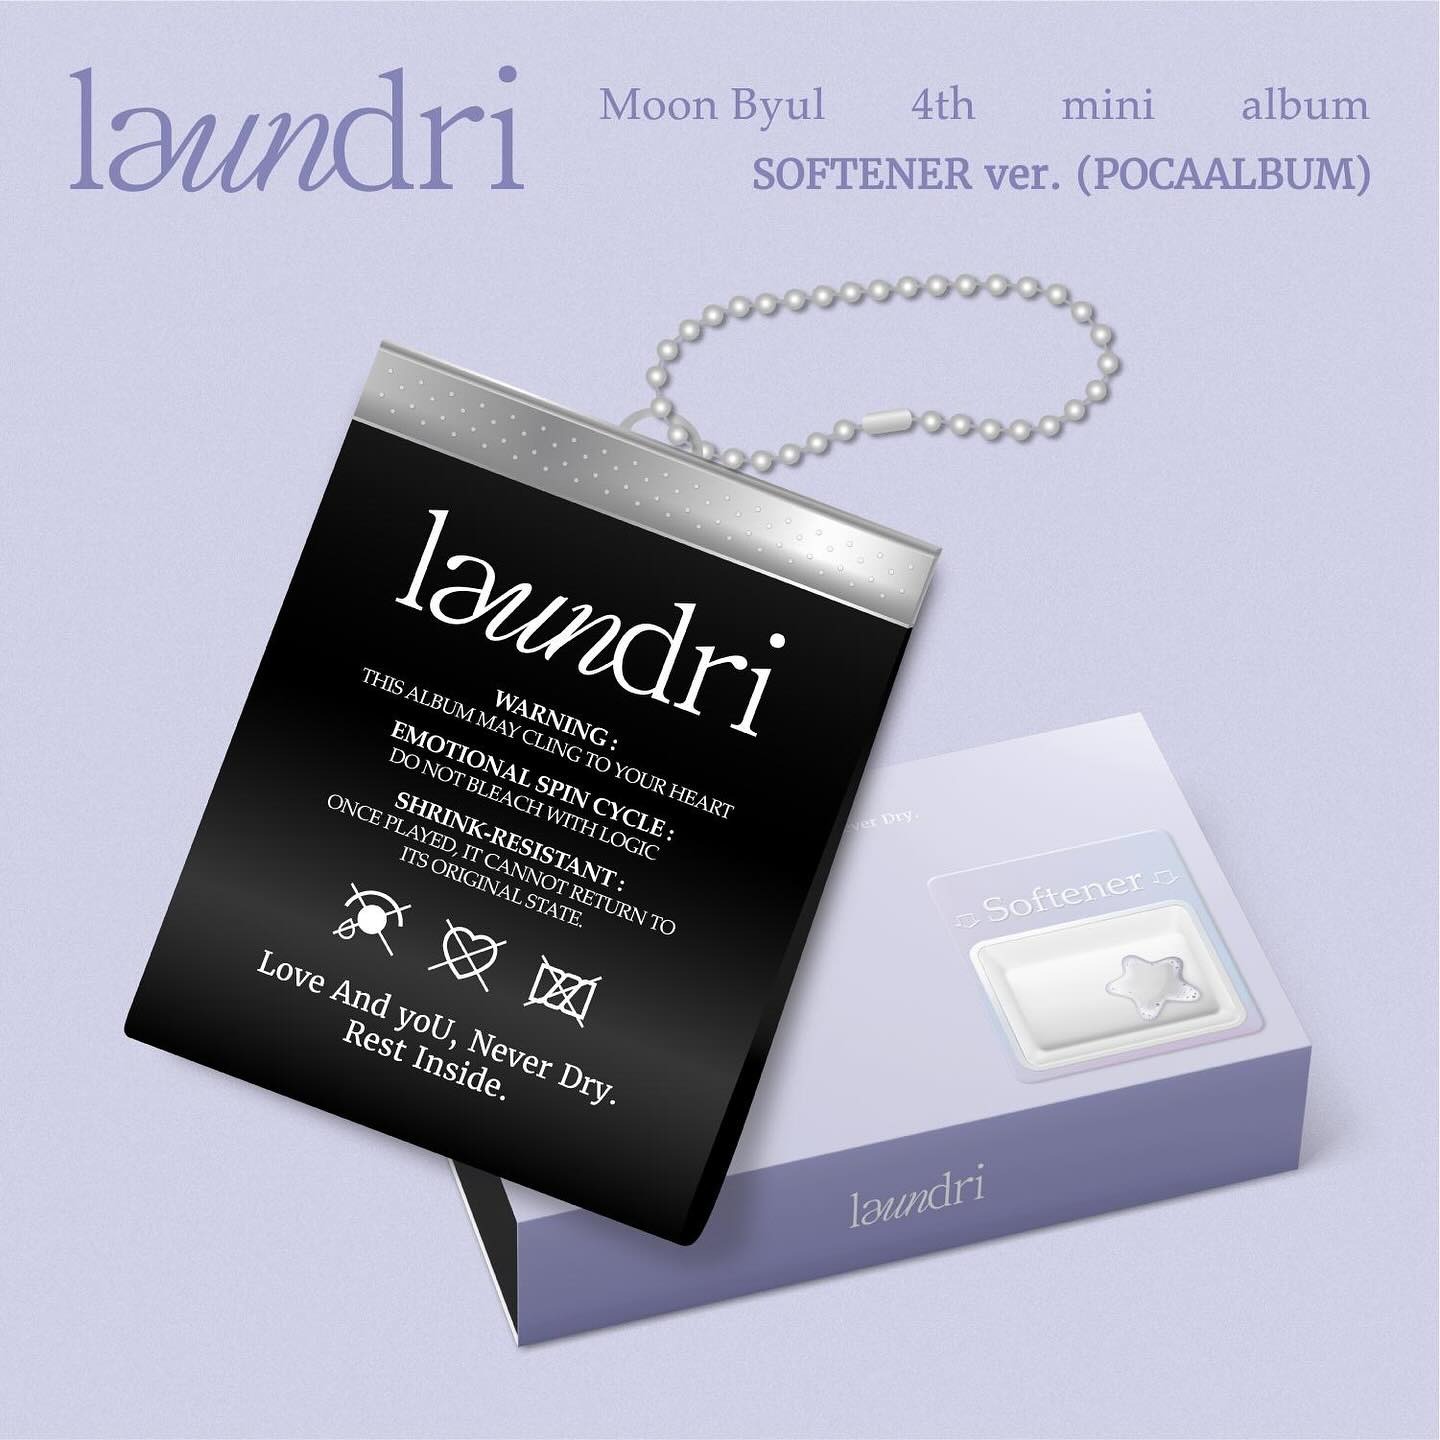 laundri
Moon Byul 4th mini album
SOFTENER ver. (POCAALBUM)
laundri
WARNING :
THIS ALBUM MAY CLING TO YOUR HEART
EMOTIONAL SPIN CYCLE :
DO NOT BLEACH WITH LOGIC
SHRINK-RESISTANT :
ONCE PLAYED, IT CANNOT RETURN TO
ITS ORIGINAL STATE.
Love And yoU, Never Dry.
Rest Inside.
Dry.
Softener
laundri